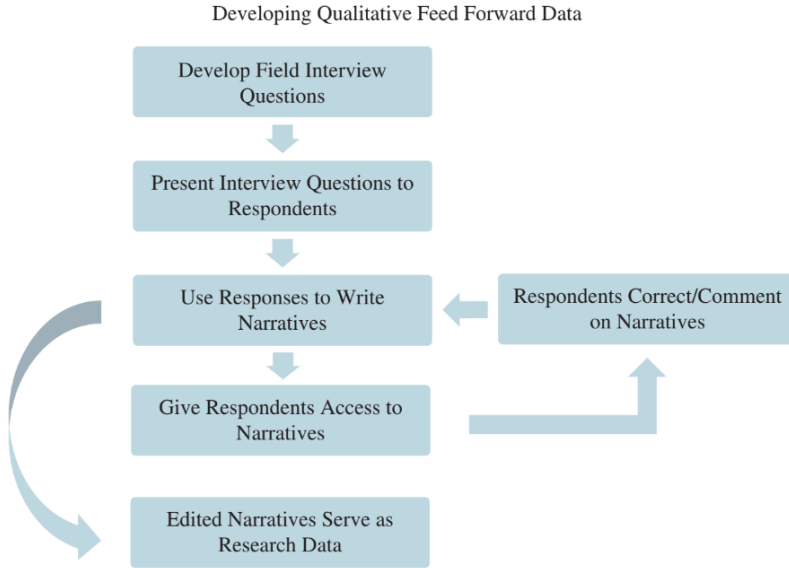 Developing Qualitative Feed Forward Data
Develop Field Interview
Questions
Present Interview Questions to
Respondents
Use Responses to Write
Narratives
Respondents Correct/Comment
on Narratives
Give Respondents Access to
Narratives
Edited Narratives Serve as
Research Data